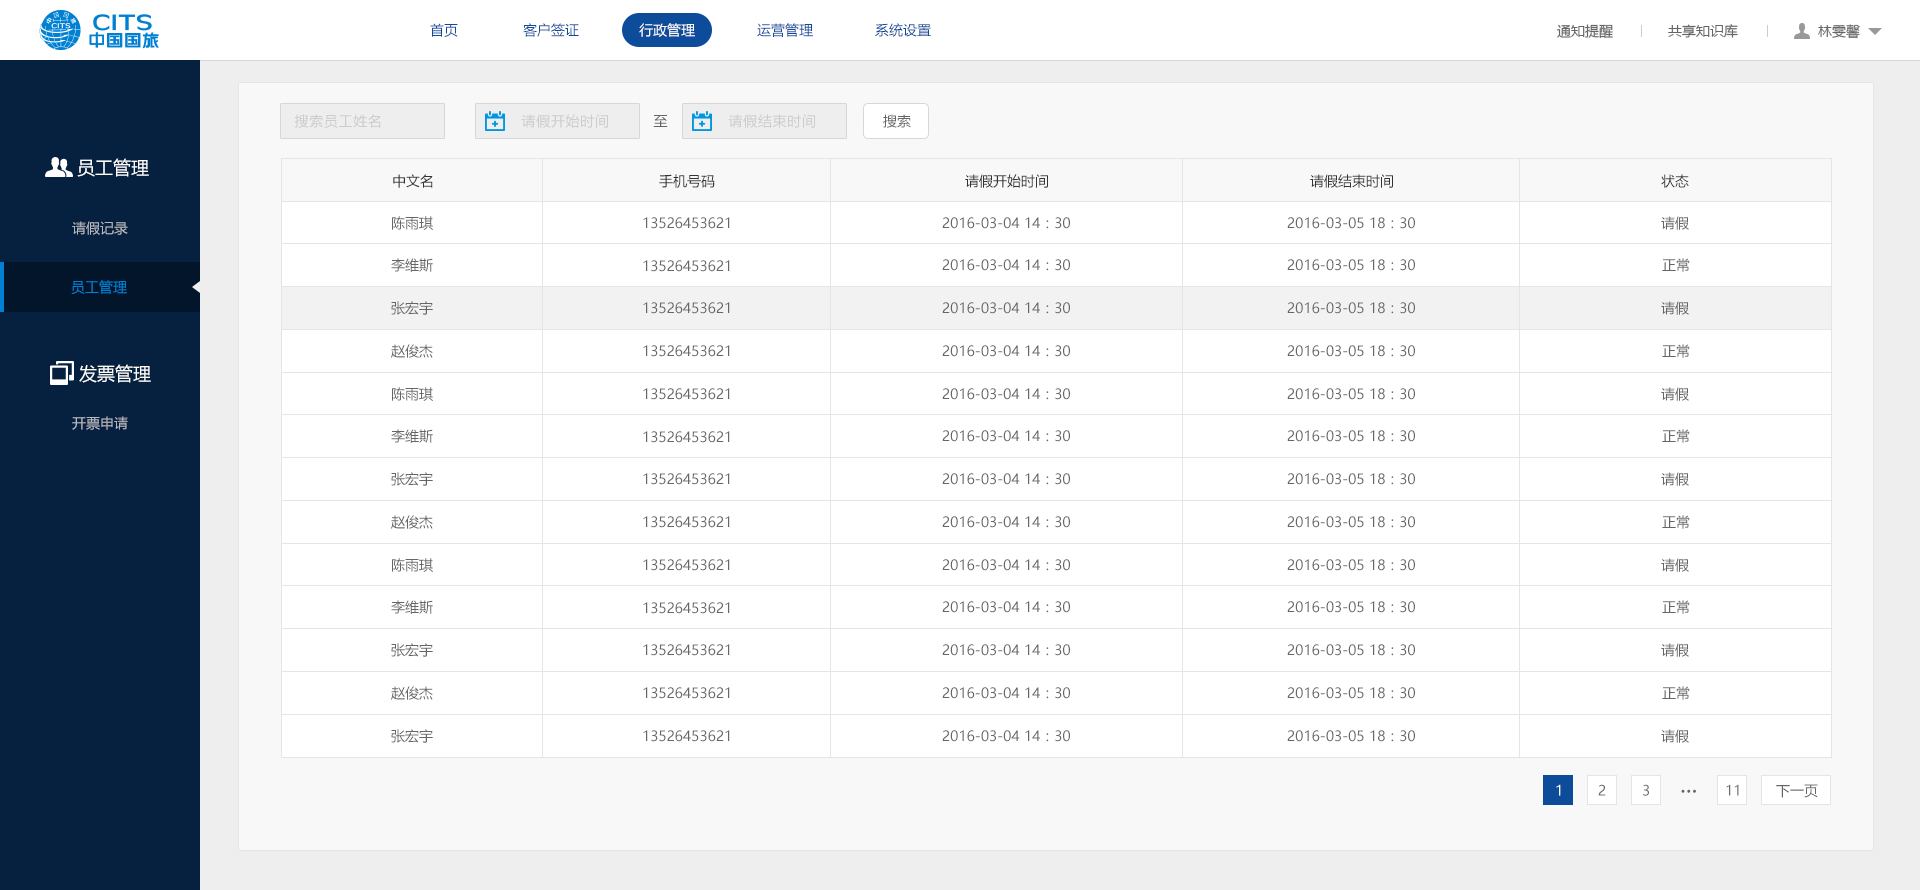 CITS
中国国旅
首页 客户签证 行政管理 运营管理 系统设置 通知提醒 共享知识库 林雯馨
员工管理
请假记录
员工管理
发票管理
开票申请
搜索员工姓名 请假开始时间 至 请假结束时间 搜索
中文名 手机号码 请假开始时间 请假结束时间 状态
陈雨琪 13526453621 2016-03-04 14：30 2016-03-05 18：30 请假
李维斯 13526453621 2016-03-04 14：30 2016-03-05 18：30 正常
张宏宇 13526453621 2016-03-04 14：30 2016-03-05 18：30 请假
赵俊杰 13526453621 2016-03-04 14：30 2016-03-05 18：30 正常
陈雨琪 13526453621 2016-03-04 14：30 2016-03-05 18：30 请假
李维斯 13526453621 2016-03-04 14：30 2016-03-05 18：30 正常
张宏宇 13526453621 2016-03-04 14：30 2016-03-05 18：30 请假
赵俊杰 13526453621 2016-03-04 14：30 2016-03-05 18：30 正常
陈雨琪 13526453621 2016-03-04 14：30 2016-03-05 18：30 请假
李维斯 13526453621 2016-03-04 14：30 2016-03-05 18：30 正常
张宏宇 13526453621 2016-03-04 14：30 2016-03-05 18：30 请假
赵俊杰 13526453621 2016-03-04 14：30 2016-03-05 18：30 正常
张宏宇 13526453621 2016-03-04 14：30 2016-03-05 18：30 请假
1 2 3 ··· 11 下一页